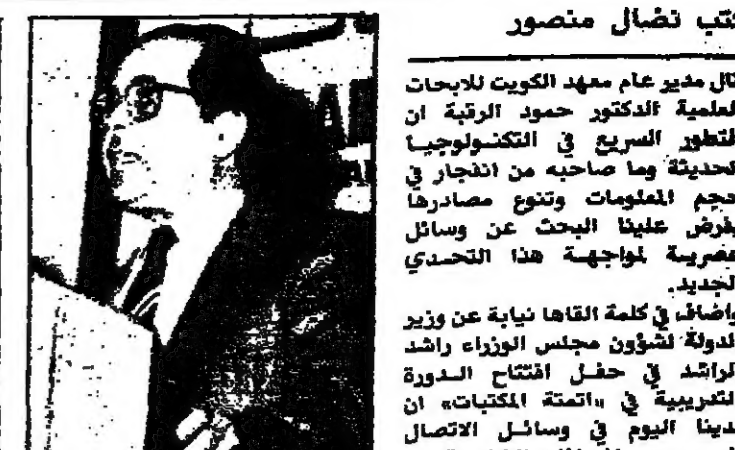 كتب نضال منصور
قال مدير عام معهد الكويت للابحاث
العلمية الدكتور حمود الرقبة ان
التطور السريع في التكنولوجيا
الحديثة وما صاحبه من انفجار في
حجم المعلومات وتنوع مصادرها
يفرض علينا البحث عن وسائل
عصرية لمواجهة هذا التحدي
الجديد.
واضاف في كلمة القاها نيابة عن وزير
الدولة لشؤون مجلس الوزراء راشد
الراشد في حفل افتتاح الدورة
التدريبية في «اتمتة المكتبات» ان
لدينا اليوم في وسائل الاتصال